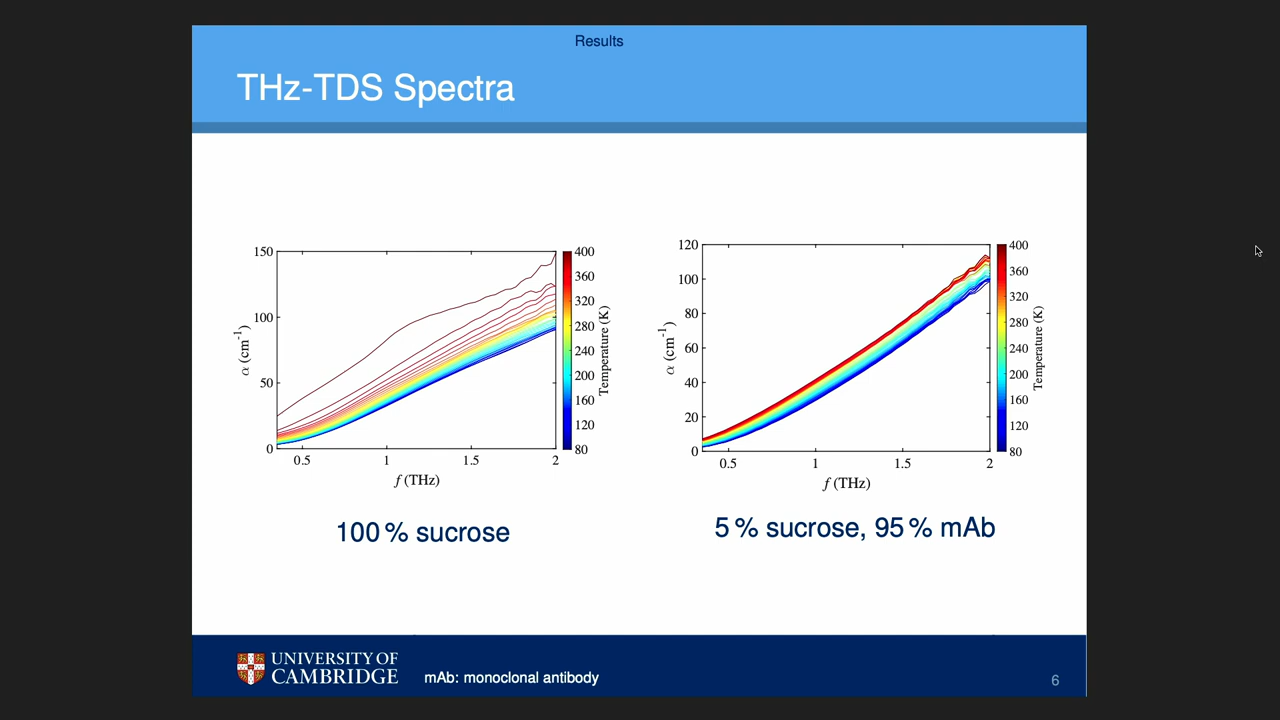 Results
THz-TDS Spectra
150
100
50
0
α (cm⁻¹)
0.5 1 1.5 2
f (THz)
400
360
320
280
240
200
160
120
80
Temperature (K)
100 % sucrose
120
100
80
60
40
20
0
α (cm⁻¹)
0.5 1 1.5 2
f (THz)
400
360
320
280
240
200
160
120
80
Temperature (K)
5 % sucrose, 95 % mAb
UNIVERSITY OF
CAMBRIDGE
mAb: monoclonal antibody
6